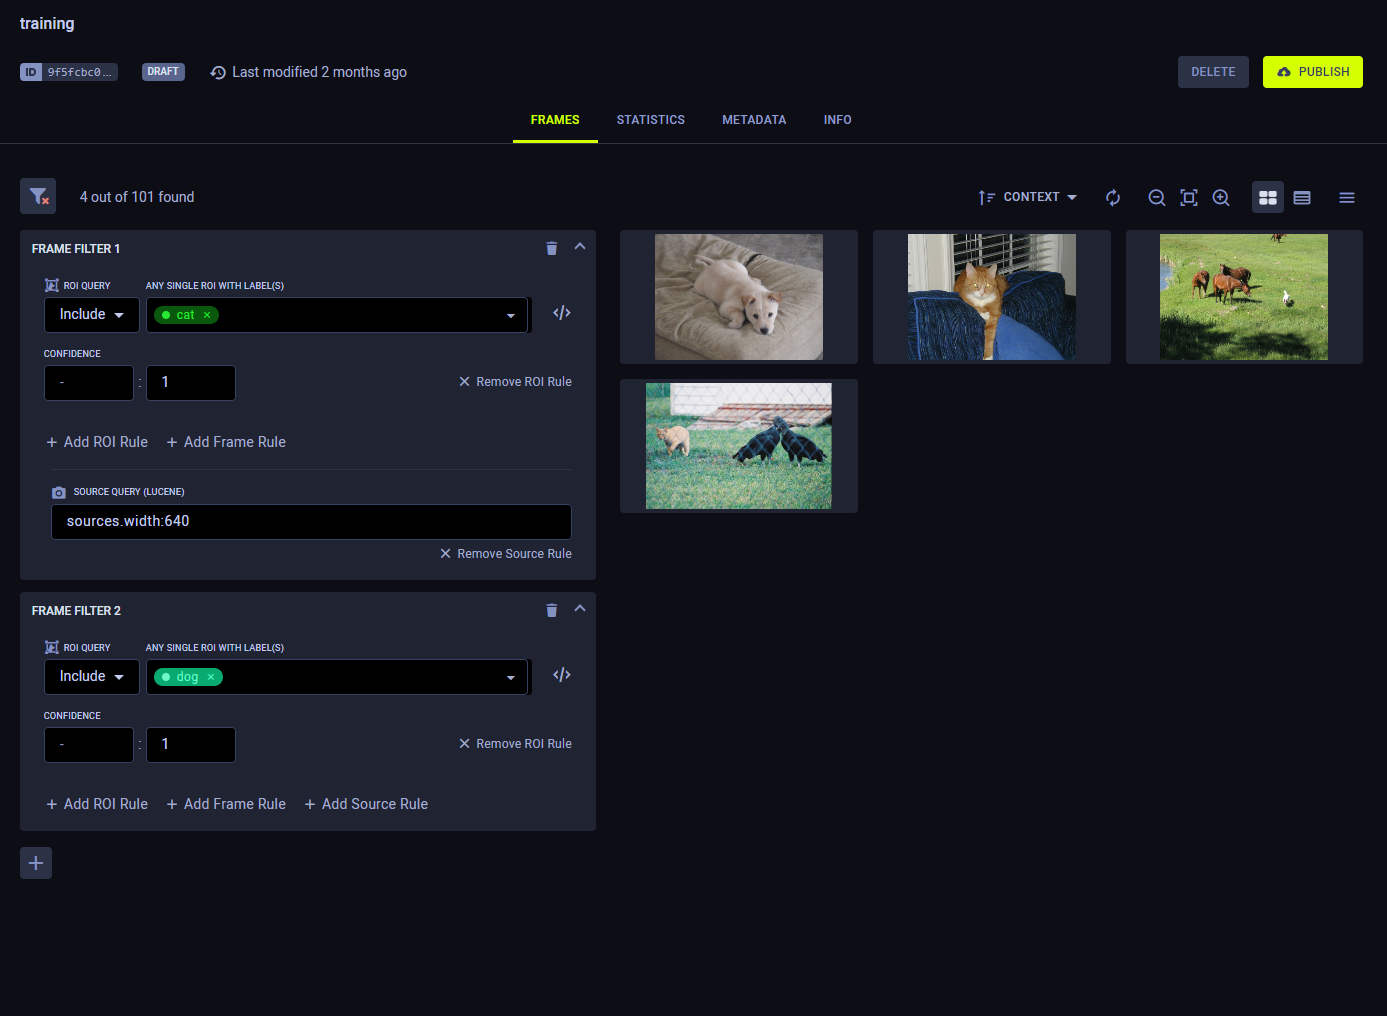 training
ID 9f5fcbc0...
DRAFT
Last modified 2 months ago
DELETE
PUBLISH
FRAMES
STATISTICS
METADATA
INFO
4 out of 101 found
CONTEXT
FRAME FILTER 1
ROI QUERY
ANY SINGLE ROI WITH LABEL(S)
Include
cat ×
</>
CONFIDENCE
- : 1
× Remove ROI Rule
+ Add ROI Rule
+ Add Frame Rule
SOURCE QUERY (LUCENE)
sources.width:640
× Remove Source Rule
FRAME FILTER 2
ROI QUERY
ANY SINGLE ROI WITH LABEL(S)
Include
dog ×
</>
CONFIDENCE
- : 1
× Remove ROI Rule
+ Add ROI Rule
+ Add Frame Rule
+ Add Source Rule
+